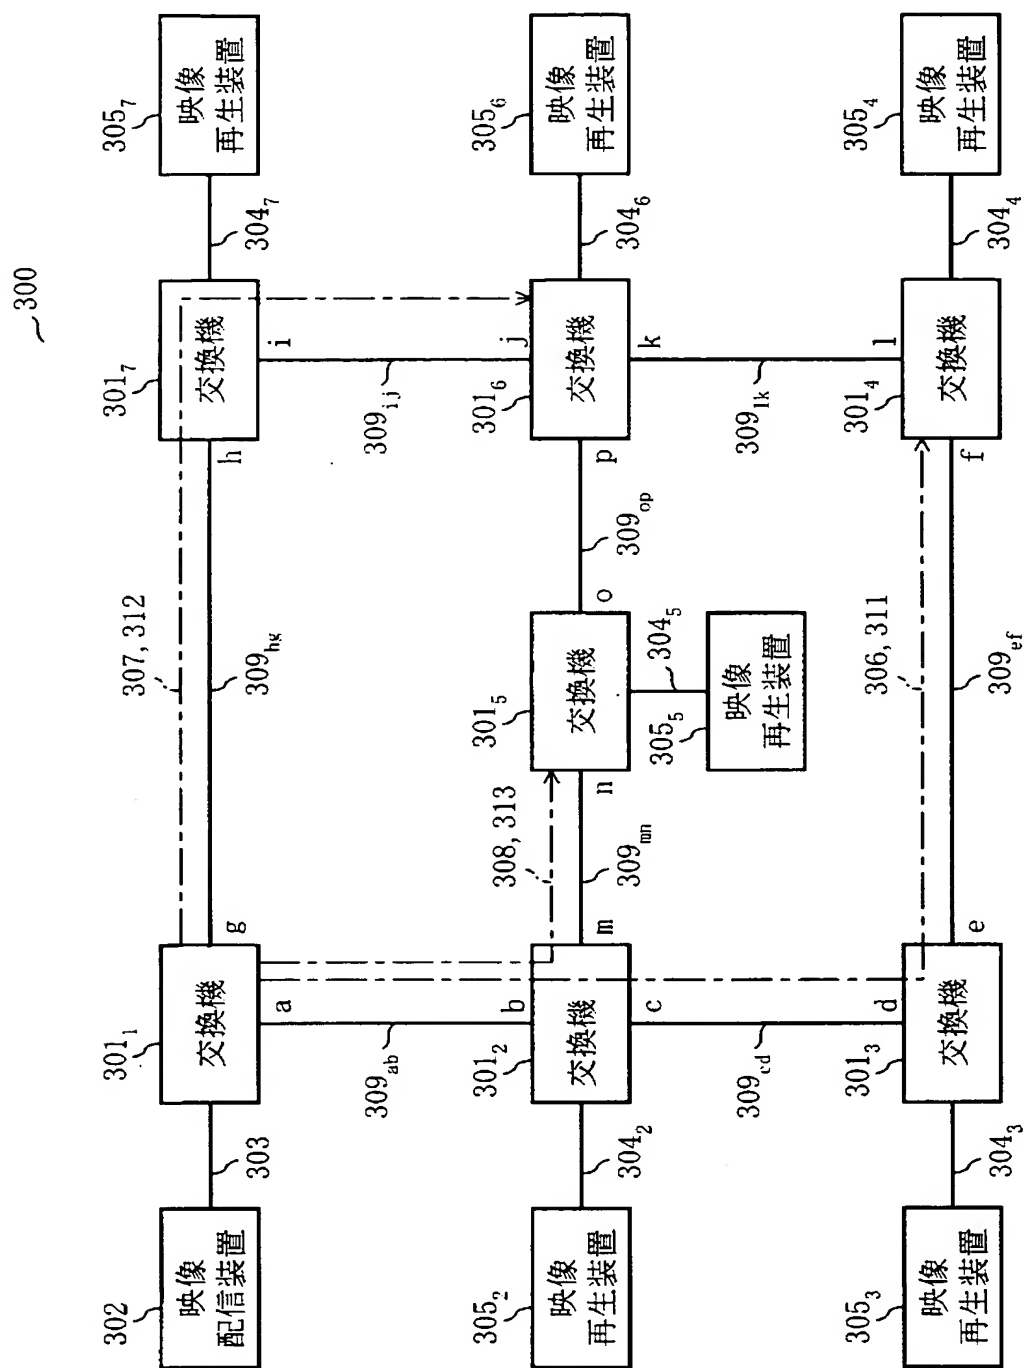 300
302
映像
配信装置
303
301₁
交換機
g
a
307, 312
309hg
301₇
交換機
h
i
304₇
305₇
映像
再生装置
309ab
308, 313
309ij
305₂
映像
再生装置
304₂
b
301₂
交換機
m
c
309mn
n
301₅
交換機
o
309op
p
j
301₆
交換機
k
304₆
305₆
映像
再生装置
304₅
305₅
映像
再生装置
309cd
309lk
306, 311
305₃
映像
再生装置
304₃
d
301₃
交換機
e
309ef
f
l
301₄
交換機
304₄
305₄
映像
再生装置